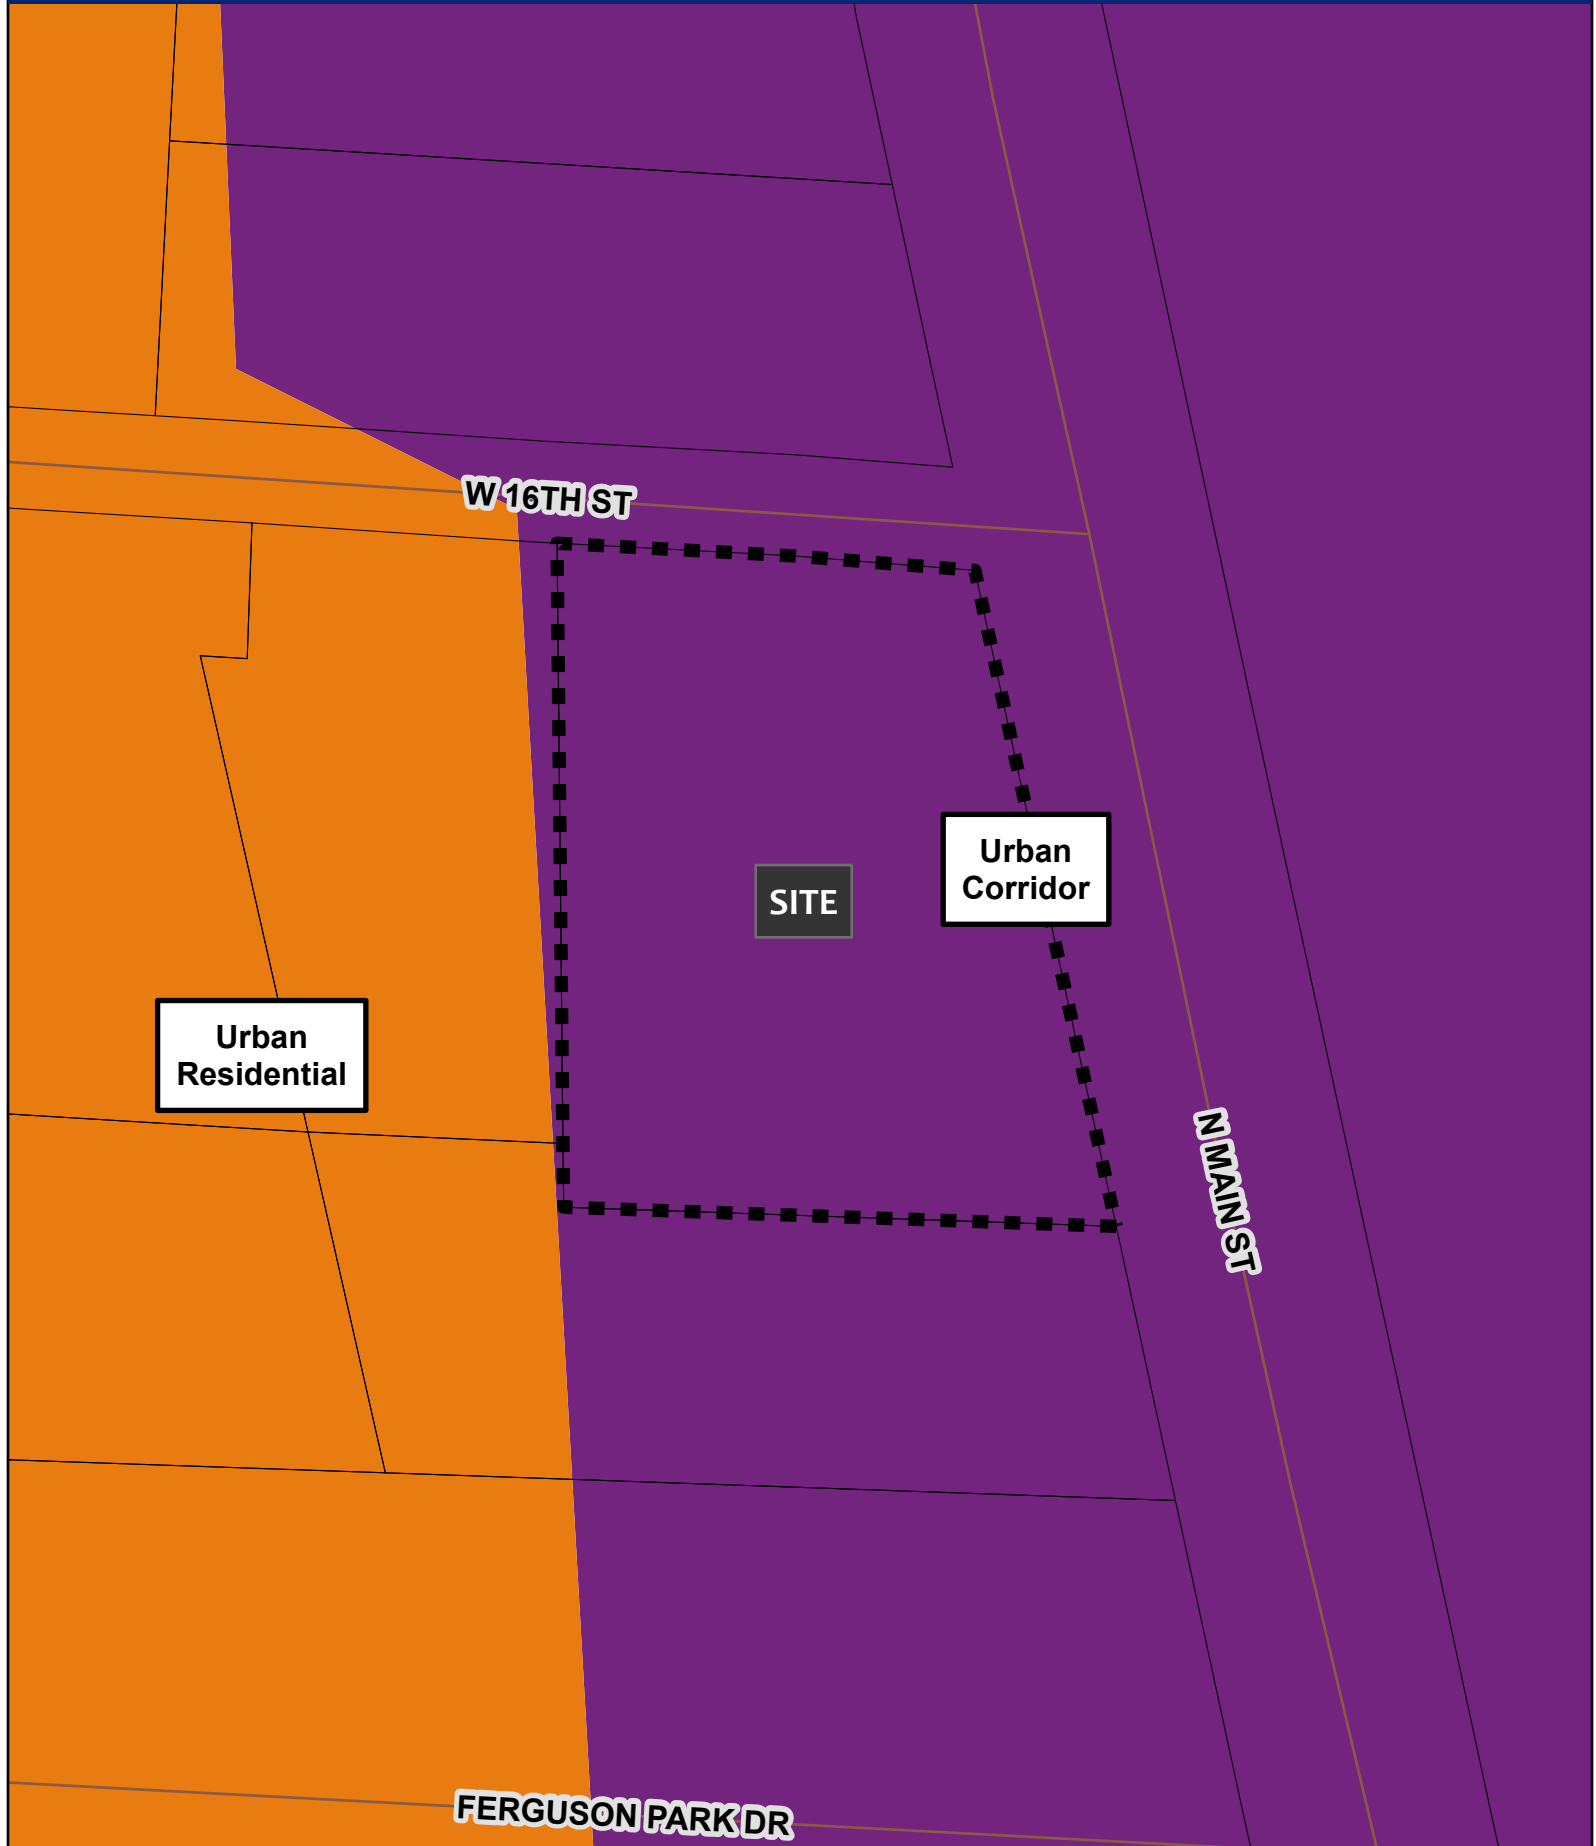 W 16TH ST
Urban
Corridor
SITE
Urban
Residential
N MAIN ST
FERGUSON PARK DR